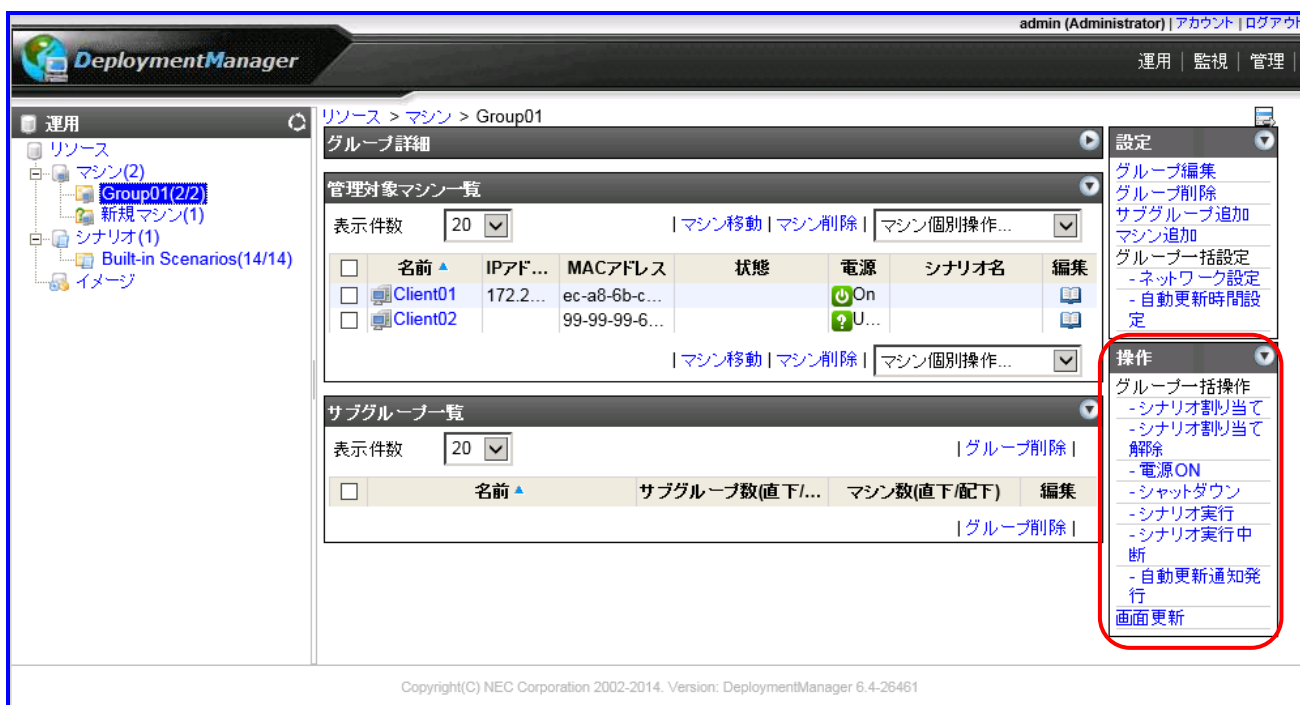 admin (Administrator) | アカウント | ログアウト
DeploymentManager
運用 | 監視 | 管理 |
運用
リソース
マシン(2)
Group01(2/2)
新規マシン(1)
シナリオ(1)
Built-in Scenarios(14/14)
イメージ
リソース > マシン > Group01
グループ詳細
管理対象マシン一覧
表示件数 20 | マシン移動 | マシン削除 | マシン個別操作...
名前 IPアド... MACアドレス 状態 電源 シナリオ名 編集
Client01 172.2... ec-a8-6b-c... On
Client02 99-99-99-6... U...
| マシン移動 | マシン削除 | マシン個別操作...
サブグループ一覧
表示件数 20 | グループ削除 |
名前 サブグループ数(直下/... マシン数(直下/配下) 編集
| グループ削除 |
設定
グループ編集
グループ削除
サブグループ追加
マシン追加
グループ一括設定
- ネットワーク設定
- 自動更新時間設
定
操作
グループ一括操作
- シナリオ割り当て
- シナリオ割り当て
解除
- 電源ON
- シャットダウン
- シナリオ実行
- シナリオ実行中
断
- 自動更新通知発
行
画面更新
Copyright(C) NEC Corporation 2002-2014. Version: DeploymentManager 6.4-26461